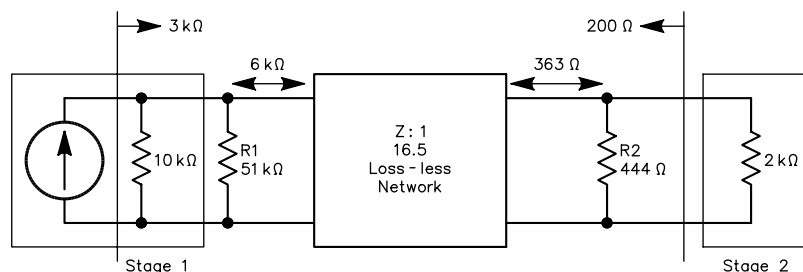 3 kΩ
200 Ω
6 kΩ
363 Ω
10 kΩ
R1
51 kΩ
Z : 1
16.5
Loss - less
Network
R2
444 Ω
2 kΩ
Stage 1
Stage 2